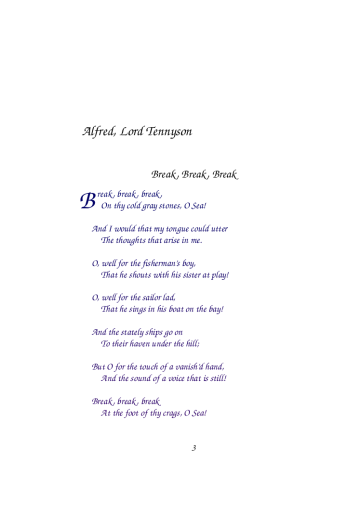 Alfred, Lord Tennyson
Break, Break, Break
Break, break, break,
On thy cold gray stones, O Sea!
And I would that my tongue could utter
The thoughts that arise in me.
O, well for the fisherman's boy,
That he shouts with his sister at play!
O, well for the sailor lad,
That he sings in his boat on the bay!
And the stately ships go on
To their haven under the hill;
But O for the touch of a vanish'd hand,
And the sound of a voice that is still!
Break, break, break
At the foot of thy crags, O Sea!
3